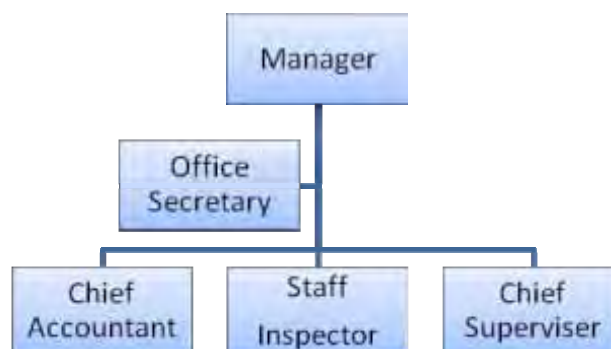 Manager
Office
Secretary
Chief
Accountant
Staff
Inspector
Chief
Superviser